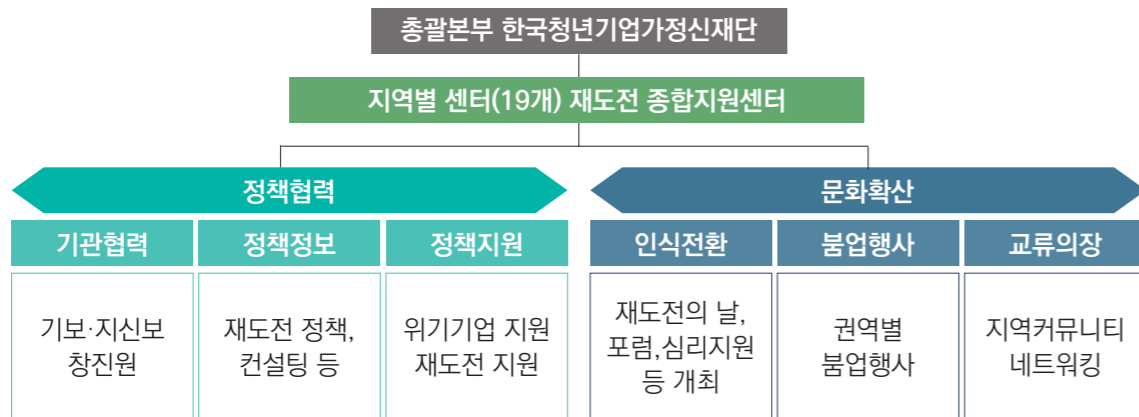 총괄본부 한국청년기업가정신재단
지역별 센터(19개) 재도전 종합지원센터
정책협력
문화확산
기관협력
정책정보
정책지원
인식전환
붐업행사
교류의장
기보·지신보
창진원
재도전 정책,
컨설팅 등
위기기업 지원
재도전 지원
재도전의 날,
포럼,심리지원
등 개최
권역별
붐업행사
지역커뮤니티
네트워킹